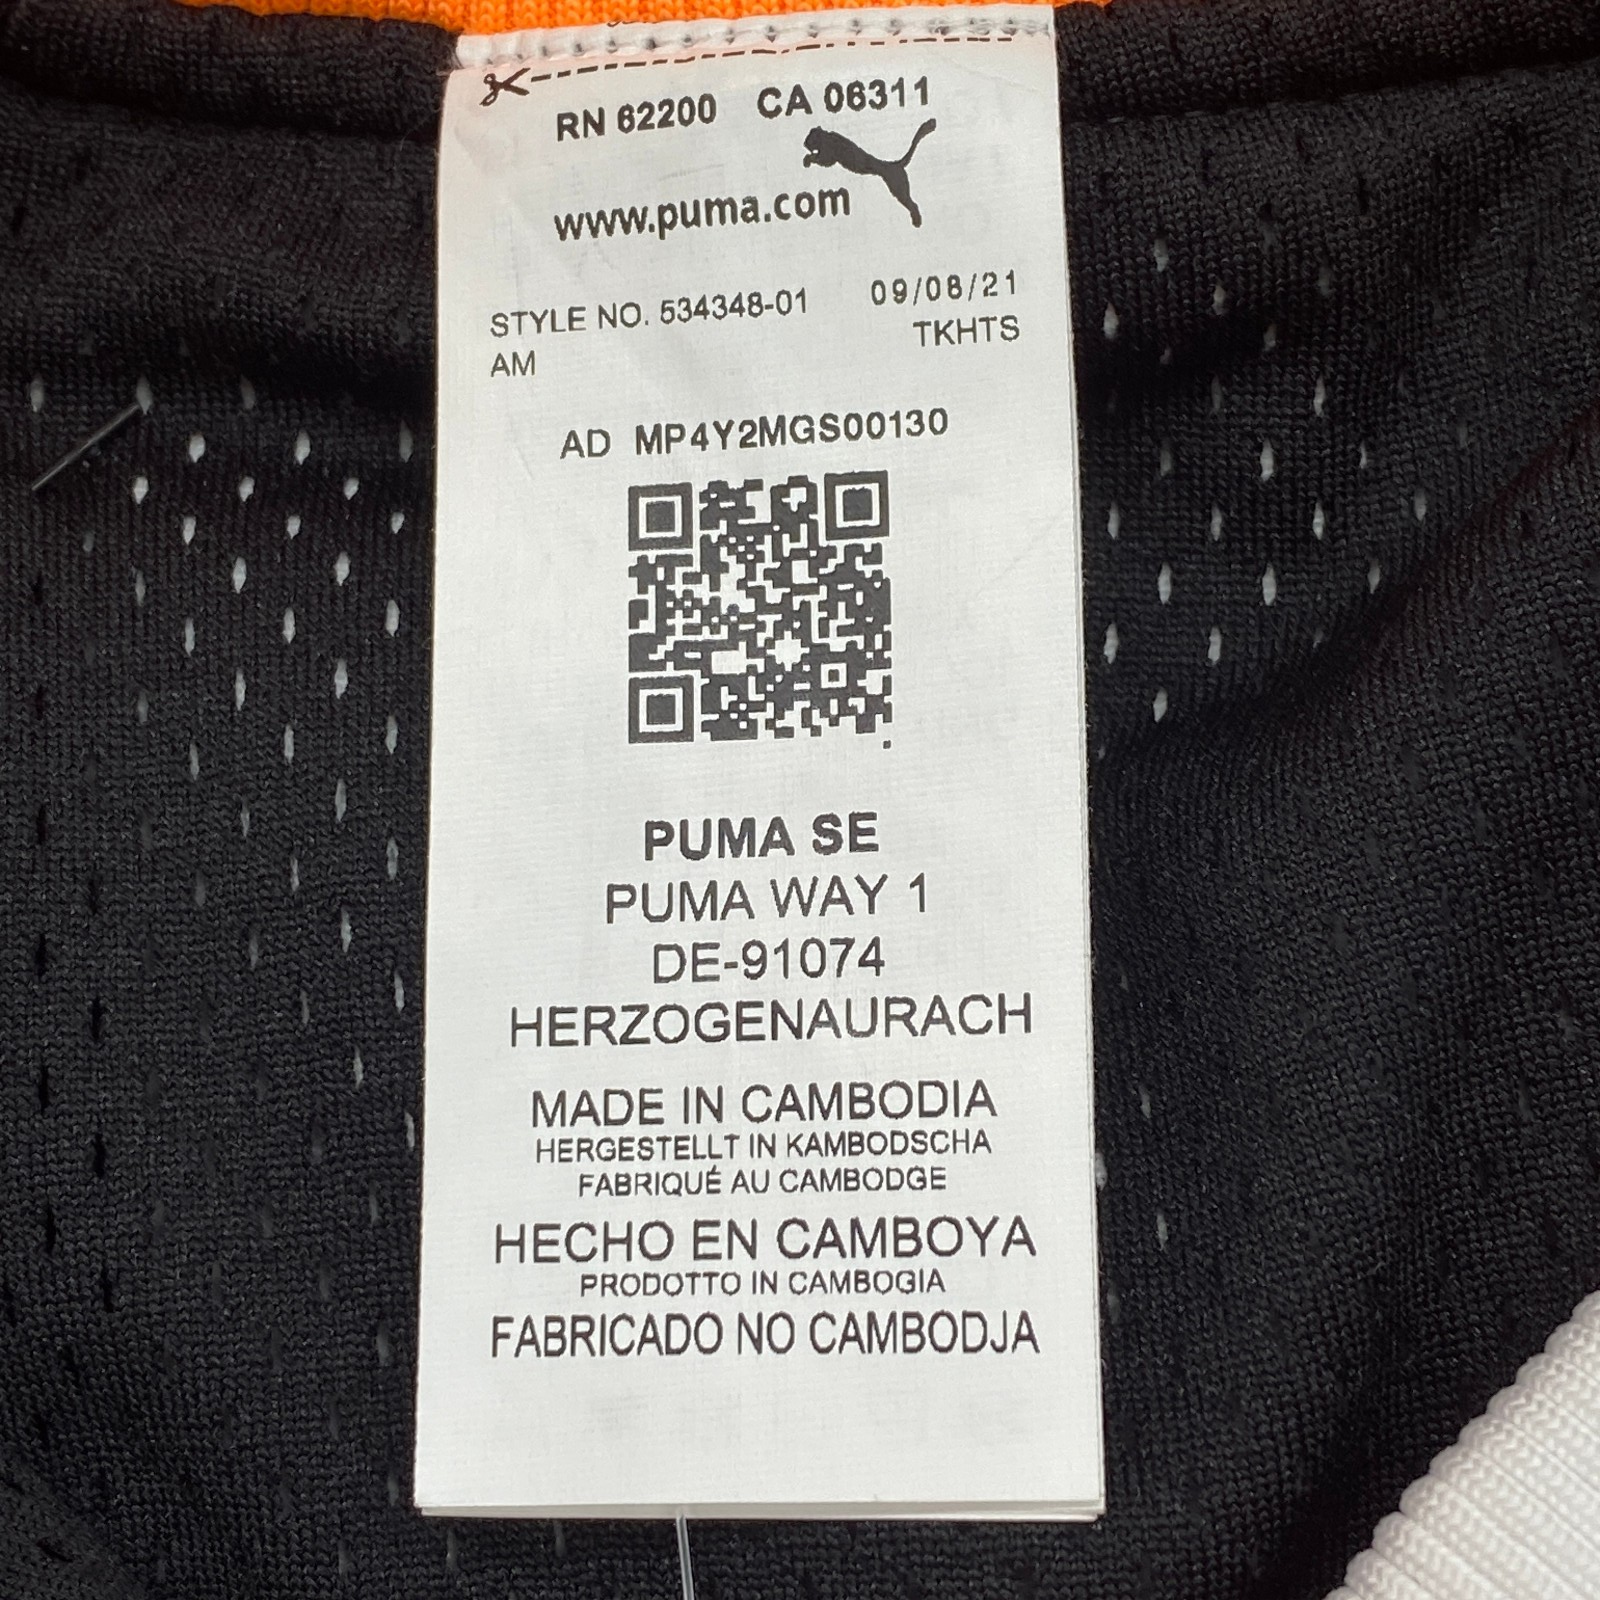 RN 62200 CA 06311
www.puma.com
STYLE NO. 534348-01 09/08/21
AM TKHTS
AD MP4Y2MGS00130
PUMA SE
PUMA WAY 1
DE-91074
HERZOGENAURACH
MADE IN CAMBODIA
HERGESTELLT IN KAMBODSCHA
FABRIQUÉ AU CAMBODGE
HECHO EN CAMBOYA
PRODOTTO IN CAMBOGIA
FABRICADO NO CAMBODJA